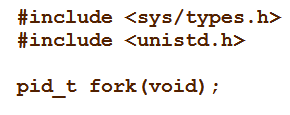 #include <sys/types.h>
#include <unistd.h>
pid_t fork(void);